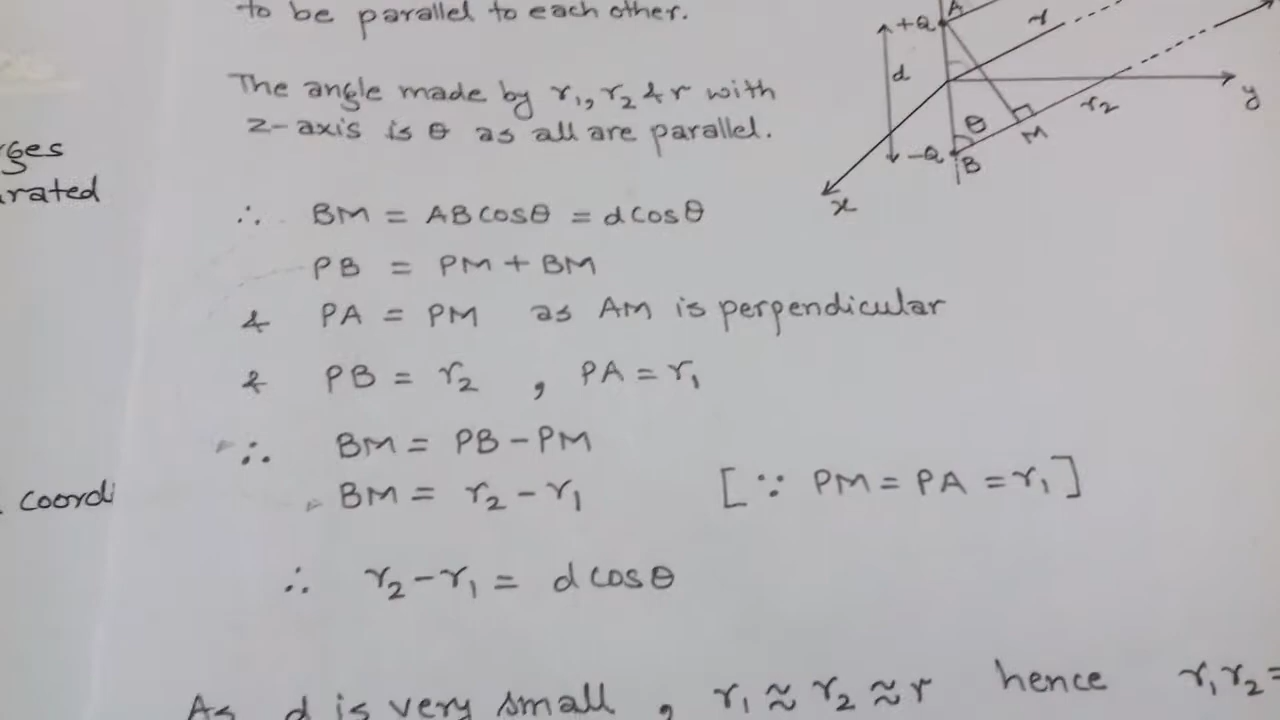 to be parallel to each other.
The angle made by r₁, r₂ & r with
z-axis is θ as all are parallel.
rges
rated
∴ BM = AB cosθ = d cosθ
PB = PM + BM
& PA = PM as AM is perpendicular
& PB = r₂ , PA = r₁
∴ BM = PB - PM
coordi
BM = r₂ - r₁ [∵ PM = PA = r₁]
∴ r₂ - r₁ = d cosθ
As d is very small , r₁ ≈ r₂ ≈ r hence r₁r₂ =
A
+Q
r
d
y
r₂
θ
M
-Q
B
x